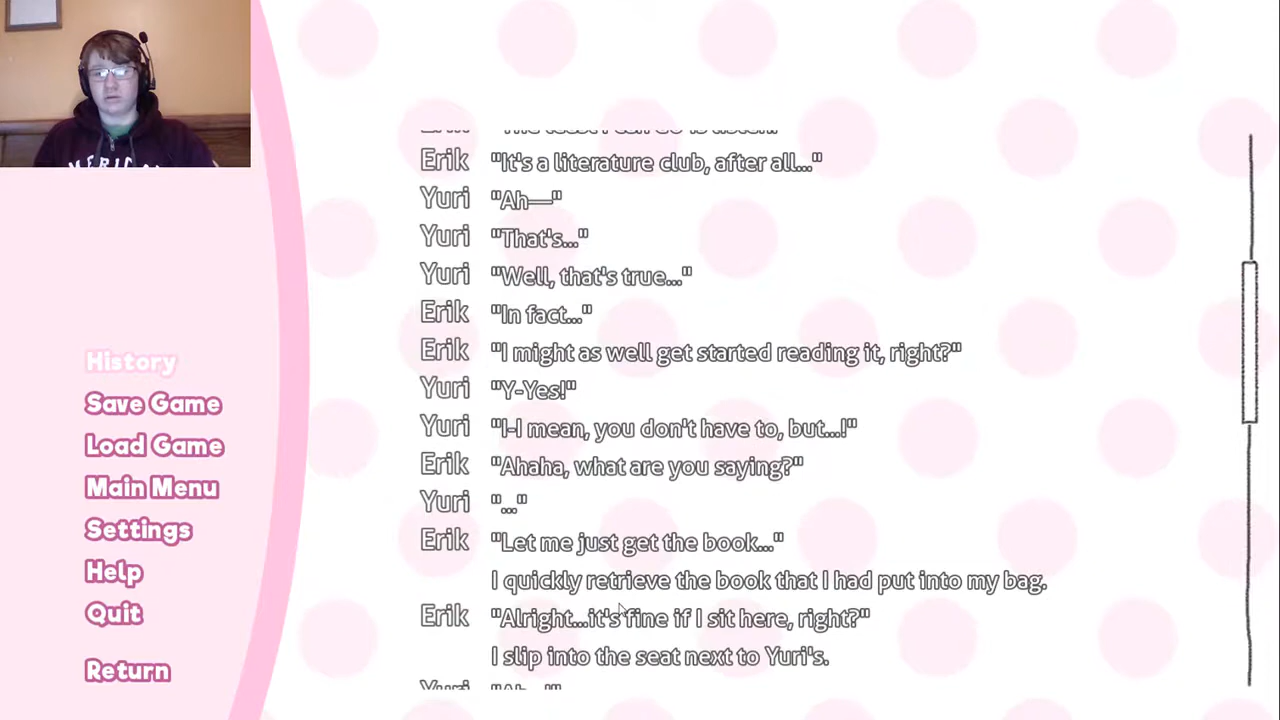 Erik "It's a literature club, after all..."
Yuri "Ah—"
Yuri "That's..."
Yuri "Well, that's true..."
Erik "In fact..."
Erik "I might as well get started reading it, right?"
Yuri "Y-Yes!"
Yuri "I-I mean, you don't have to, but...!"
Erik "Ahaha, what are you saying?"
Yuri "..."
Erik "Let me just get the book..."
I quickly retrieve the book that I had put into my bag.
Erik "Alright...it's fine if I sit here, right?"
I slip into the seat next to Yuri's.
History
Save Game
Load Game
Main Menu
Settings
Help
Quit
Return